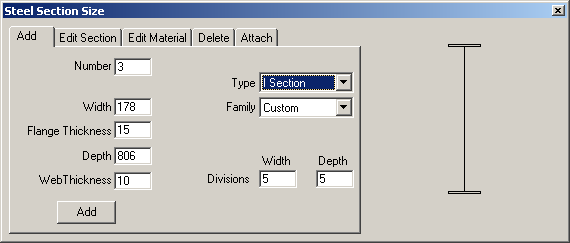 Steel Section Size
Add Edit Section Edit Material Delete Attach
Number 3
Type I Section
Width 178
Family Custom
Flange Thickness 15
Depth 806
Width Depth
WebThickness 10
Divisions 5 5
Add